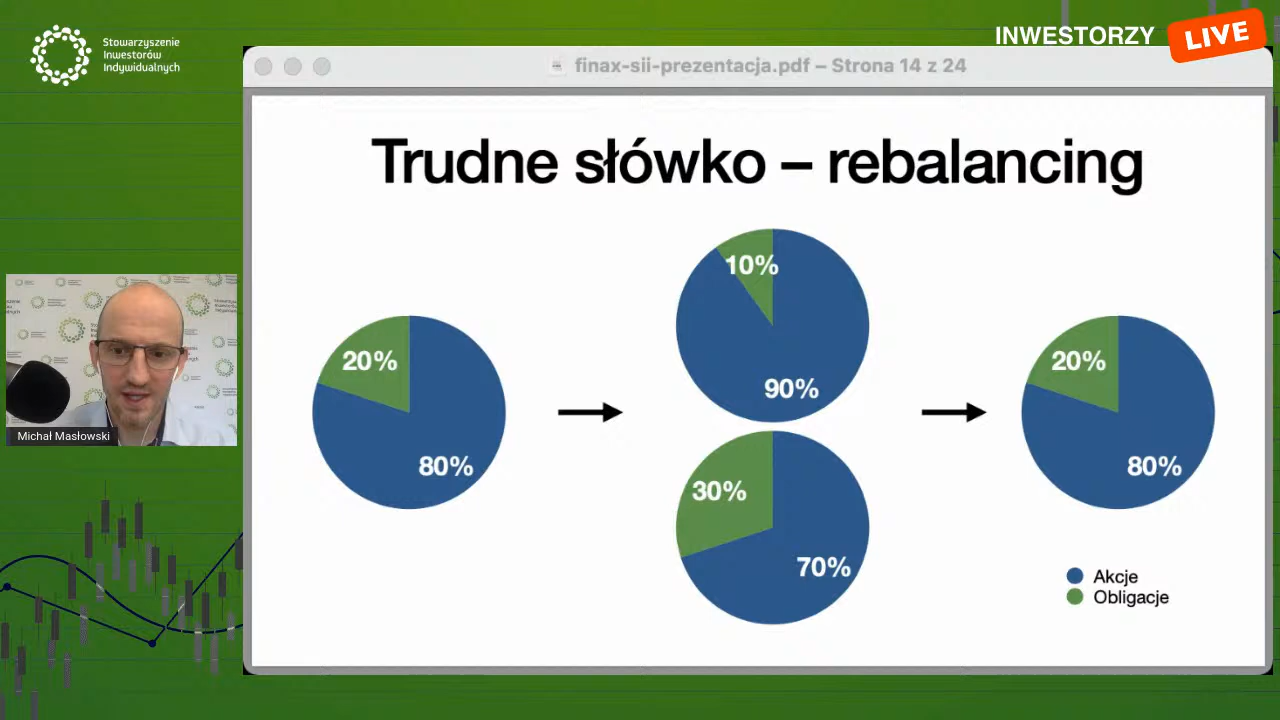 Stowarzyszenie
Inwestorów
Indywidualnych
INWESTORZY LIVE
finax-sii-prezentacja.pdf – Strona 14 z 24
Trudne słówko – rebalancing
20%
80%
10%
90%
30%
70%
20%
80%
Akcje
Obligacje
Michał Masłowski